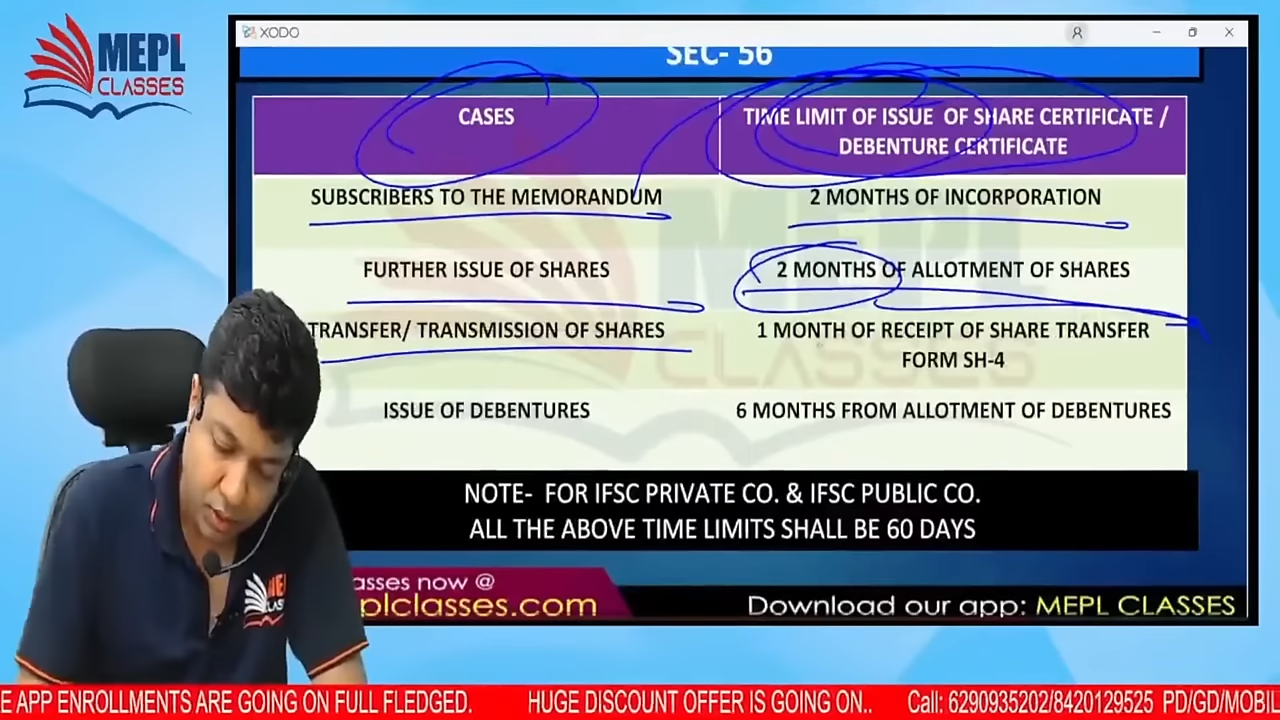 MEPL
CLASSES
XODO
SEC- 56
CASES
TIME LIMIT OF ISSUE OF SHARE CERTIFICATE /
DEBENTURE CERTIFICATE
SUBSCRIBERS TO THE MEMORANDUM
2 MONTHS OF INCORPORATION
FURTHER ISSUE OF SHARES
2 MONTHS OF ALLOTMENT OF SHARES
TRANSFER/ TRANSMISSION OF SHARES
1 MONTH OF RECEIPT OF SHARE TRANSFER
FORM SH-4
ISSUE OF DEBENTURES
6 MONTHS FROM ALLOTMENT OF DEBENTURES
MEPL
CLASSES
NOTE- FOR IFSC PRIVATE CO. & IFSC PUBLIC CO.
ALL THE ABOVE TIME LIMITS SHALL BE 60 DAYS
asses now @
plclasses.com
Download our app: MEPL CLASSES
E APP ENROLLMENTS ARE GOING ON FULL FLEDGED. HUGE DISCOUNT OFFER IS GOING ON.. Call: 6290935202/8420129525 PD/GD/MOBIL